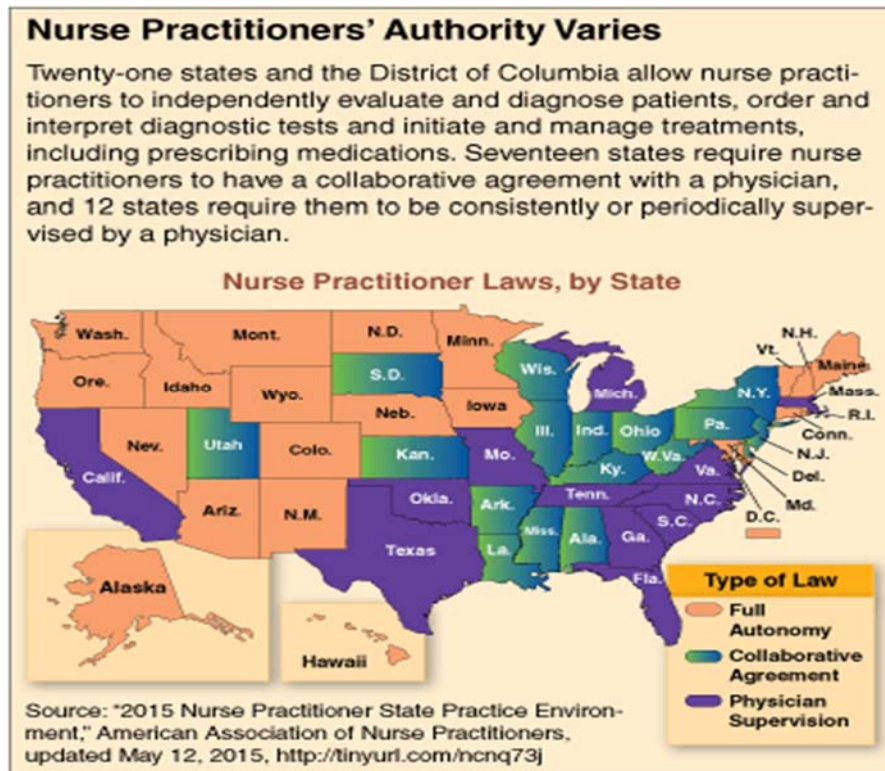 Nurse Practitioners' Authority Varies
Twenty-one states and the District of Columbia allow nurse practi-
tioners to independently evaluate and diagnose patients, order and
interpret diagnostic tests and initiate and manage treatments,
including prescribing medications. Seventeen states require nurse
practitioners to have a collaborative agreement with a physician,
and 12 states require them to be consistently or periodically super-
vised by a physician.
Nurse Practitioner Laws, by State
Wash.
Mont.
N.D.
Minn.
Ore.
Idaho
Wyo.
S.D.
Wis.
Mich.
Vt.
N.H.
Maine
Mass.
R.I.
Conn.
N.Y.
Pa.
N.J.
Del.
Md.
D.C.
Neb.
Iowa
Ill.
Ind.
Ohio
W.Va.
Va.
Calif.
Nev.
Utah
Colo.
Kan.
Mo.
Ky.
Tenn.
N.C.
S.C.
Ariz.
N.M.
Okla.
Ark.
Texas
La.
Miss.
Ala.
Ga.
Fla.
Alaska
Hawaii
Type of Law
Full
Autonomy
Collaborative
Agreement
Physician
Supervision
Source: "2015 Nurse Practitioner State Practice Environ-
ment," American Association of Nurse Practitioners,
updated May 12, 2015, http://tinyurl.com/ncnq73j